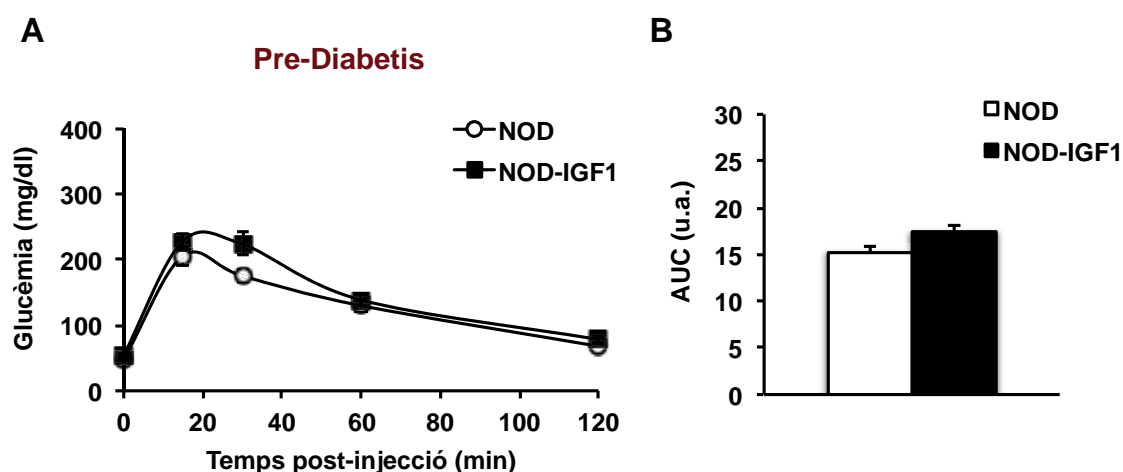 A
Pre-Diabetis
NOD
NOD-IGF1
Glucèmia (mg/dl)
400
300
200
100
0
0 20 40 60 80 100 120
Temps post-injecció (min)
B
NOD
NOD-IGF1
AUC (u.a.)
30
25
20
15
10
5
0